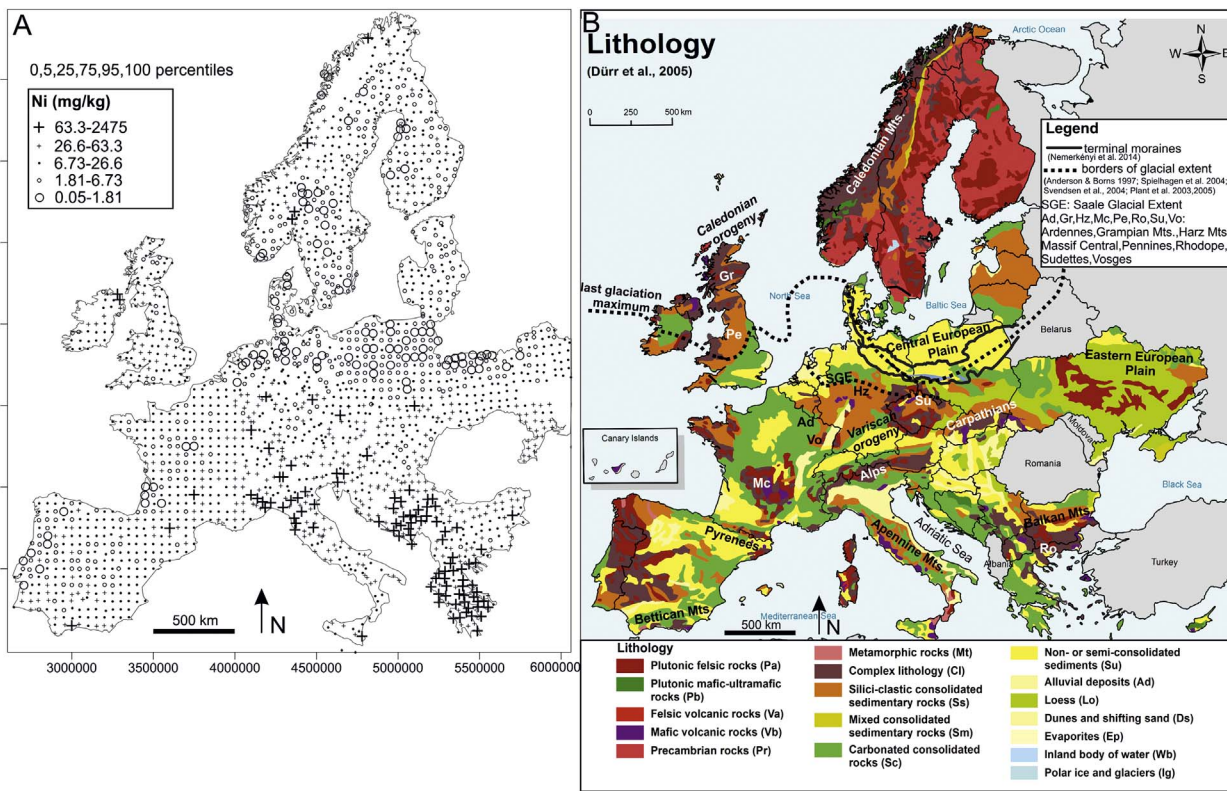 A
0,5,25,75,95,100 percentiles
Ni (mg/kg)
63.3-2475
26.6-63.3
6.73-26.6
1.81-6.73
0.05-1.81
500 km
N
3000000
3500000
4000000
4500000
5000000
5500000
6000000
B
Lithology
(Dürr et al., 2005)
0 250 500 km
Arctic Ocean
N
W
E
S
Legend
terminal moraines
(Nemerkényi et al. 2014)
borders of glacial extent
(Anderson & Borns 1997; Spielhagen et al. 2004;
Svendsen et al., 2004; Plant et al. 2003,2005)
SGE: Saale Glacial Extent
Ad,Gr,Hz,Mc,Pe,Ro,Su,Vo:
Ardennes,Grampian Mts.,Harz Mts
Massif Central,Pennines,Rhodope,
Sudettes,Vosges
Caledonian Mts.
Caledonian
orogeny
Gr
last glaciation
maximum
North Sea
Baltic Sea
Pe
Belarus
Central European
Plain
Eastern European
Plain
SGE
Hz
Su
Carpathians
Ad
Vo
Variscan
orogeny
Moldova
Canary Islands
Romania
Alps
Mc
Black Sea
Pyrenees
Apennine Mts.
Adriatic Sea
Balkan Mts.
Ro
Albania
Turkey
Bettican Mts
Mediterranean Sea
500 km
N
Lithology
Plutonic felsic rocks (Pa)
Plutonic mafic-ultramafic
rocks (Pb)
Felsic volcanic rocks (Va)
Mafic volcanic rocks (Vb)
Precambrian rocks (Pr)
Metamorphic rocks (Mt)
Complex lithology (Cl)
Silici-clastic consolidated
sedimentary rocks (Ss)
Mixed consolidated
sedimentary rocks (Sm)
Carbonated consolidated
rocks (Sc)
Non- or semi-consolidated
sediments (Su)
Alluvial deposits (Ad)
Loess (Lo)
Dunes and shifting sand (Ds)
Evaporites (Ep)
Inland body of water (Wb)
Polar ice and glaciers (Ig)